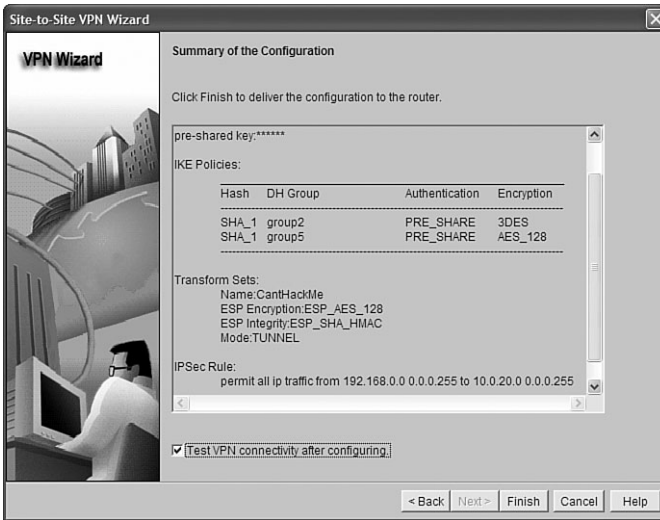 Site-to-Site VPN Wizard
VPN Wizard
Summary of the Configuration
Click Finish to deliver the configuration to the router.
pre-shared key:******
IKE Policies:
Hash DH Group Authentication Encryption
SHA_1 group2 PRE_SHARE 3DES
SHA_1 group5 PRE_SHARE AES_128
Transform Sets:
Name:CantHackMe
ESP Encryption:ESP_AES_128
ESP Integrity:ESP_SHA_HMAC
Mode:TUNNEL
IPSec Rule:
permit all ip traffic from 192.168.0.0 0.0.0.255 to 10.0.20.0 0.0.0.255
Test VPN connectivity after configuring.
< Back Next > Finish Cancel Help